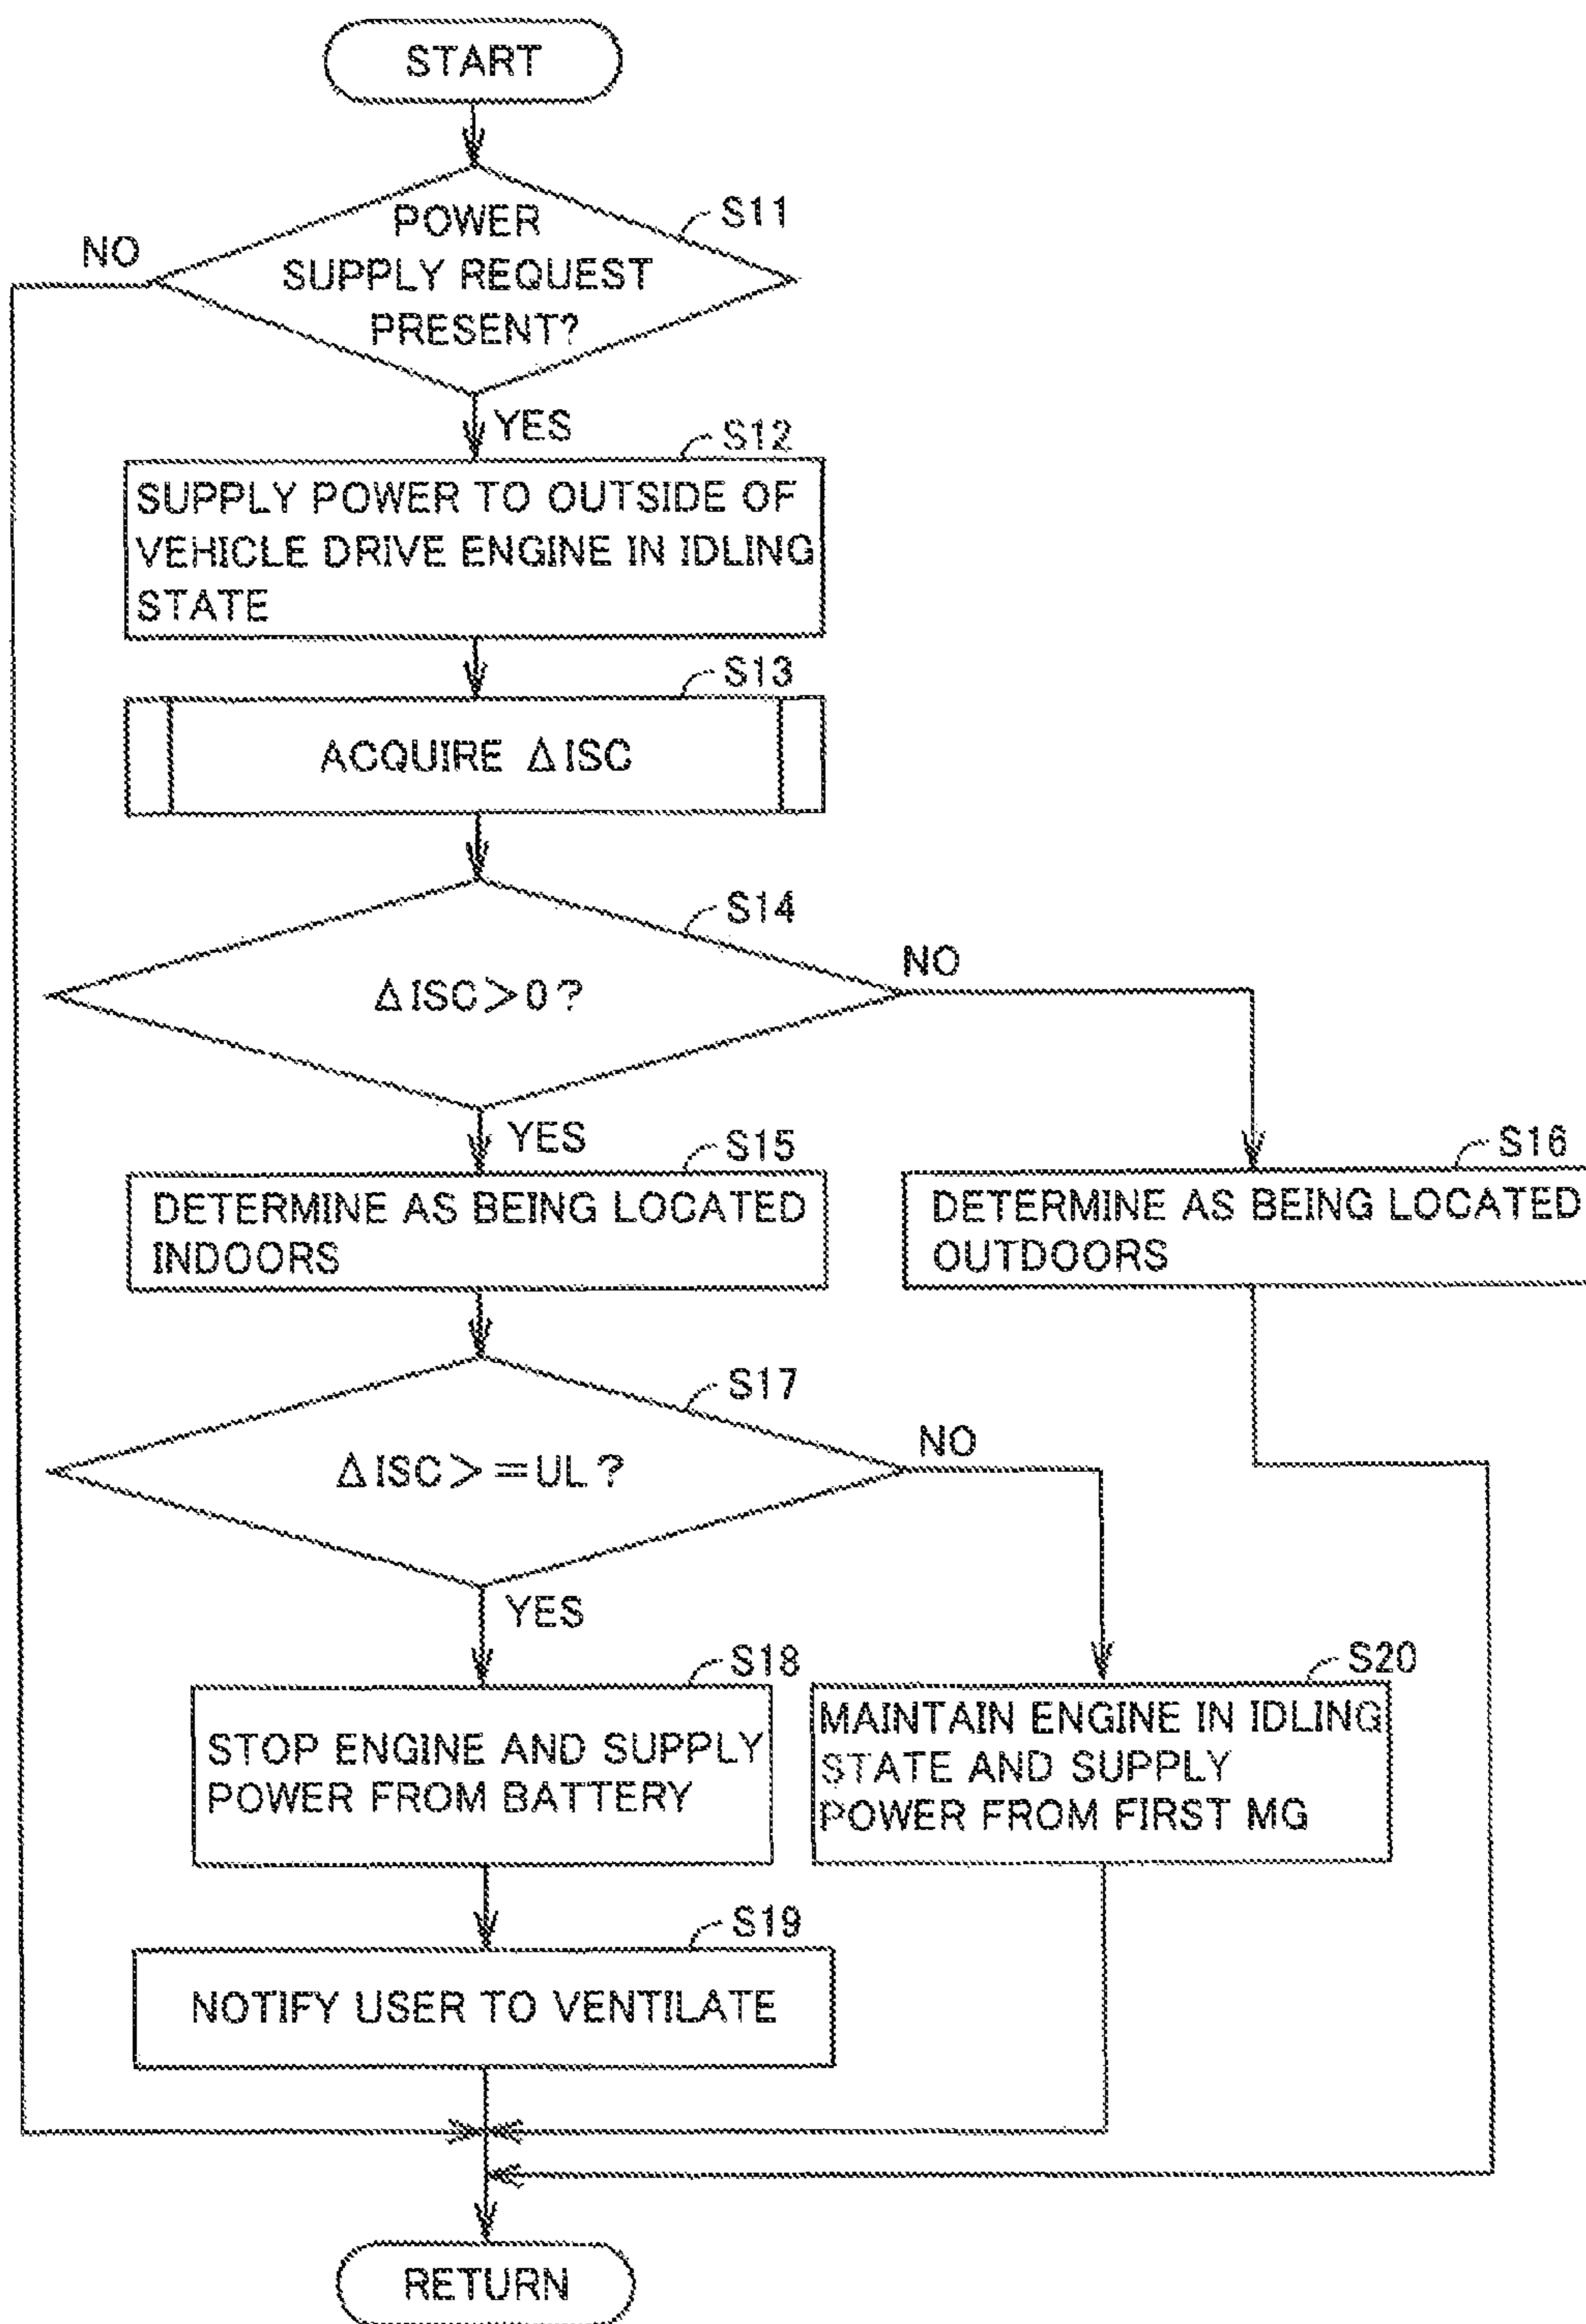 START
S11
POWER
SUPPLY REQUEST
PRESENT?
NO
YES
S12
SUPPLY POWER TO OUTSIDE OF
VEHICLE DRIVE ENGINE IN IDLING
STATE
S13
ACQUIRE ΔISC
S14
ΔISC>0?
NO
YES
S15
DETERMINE AS BEING LOCATED
INDOORS
S16
DETERMINE AS BEING LOCATED
OUTDOORS
S17
ΔISC>=UL?
NO
YES
S18
STOP ENGINE AND SUPPLY
POWER FROM BATTERY
S20
MAINTAIN ENGINE IN IDLING
STATE AND SUPPLY
POWER FROM FIRST MG
S19
NOTIFY USER TO VENTILATE
RETURN